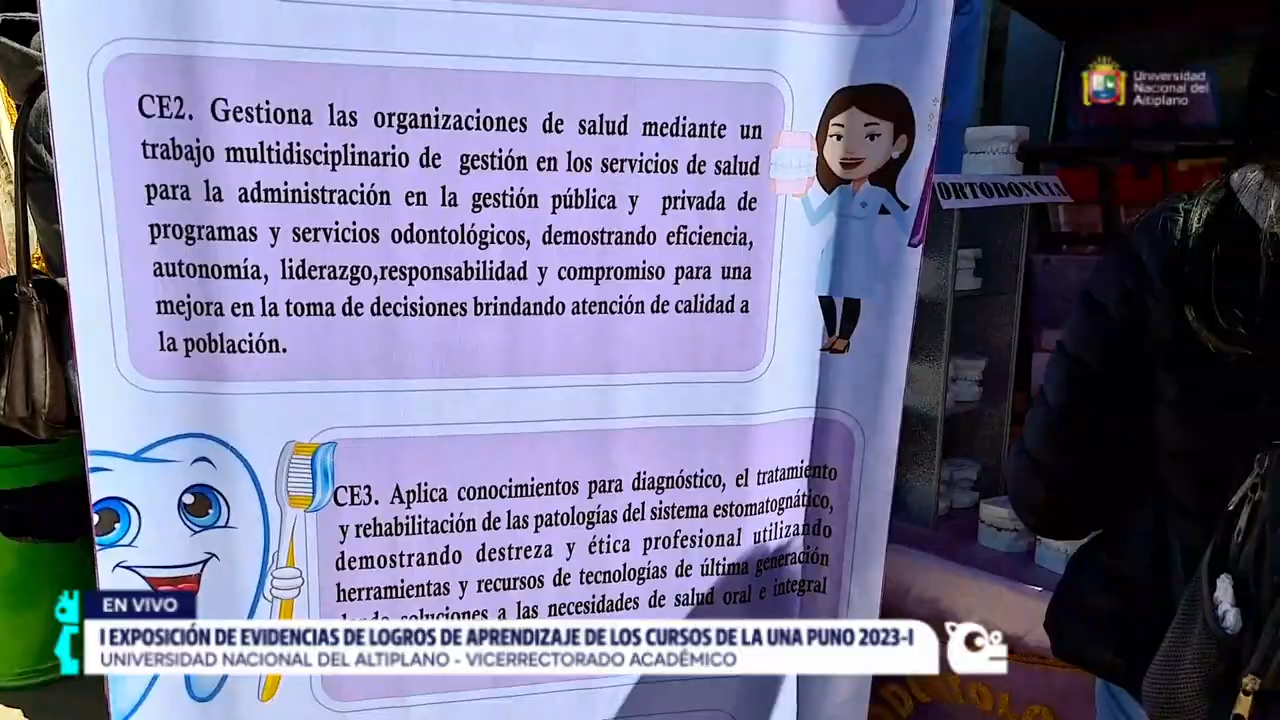 CE2. Gestiona las organizaciones de salud mediante un
trabajo multidisciplinario de gestión en los servicios de salud
para la administración en la gestión pública y privada de
programas y servicios odontológicos, demostrando eficiencia,
autonomía, liderazgo,responsabilidad y compromiso para una
mejora en la toma de decisiones brindando atención de calidad a
la población.
Universidad
Nacional del
Altiplano
ORTODONCIA
CE3. Aplica conocimientos para diagnóstico, el tratamiento
y rehabilitación de las patologías del sistema estomatognático,
demostrando destreza y ética profesional utilizando
herramientas y recursos de tecnologías de última generación
soluciones a las necesidades de salud oral e integral
EN VIVO
I EXPOSICIÓN DE EVIDENCIAS DE LOGROS DE APRENDIZAJE DE LOS CURSOS DE LA UNA PUNO 2023-I
UNIVERSIDAD NACIONAL DEL ALTIPLANO - VICERRECTORADO ACADÉMICO